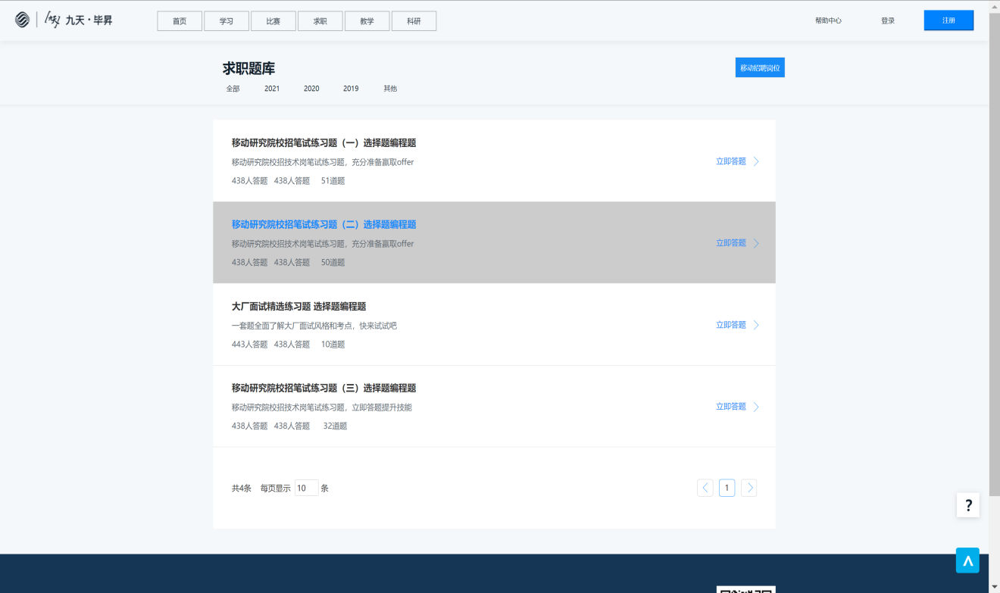 九天·毕昇 首页 学习 比赛 求职 教学 科研 帮助中心 登录 注册
求职题库 移动招聘岗位
全部 2021 2020 2019 其他
移动研究院校招笔试练习题（一）选择题编程题
移动研究院校招技术岗笔试练习题，充分准备赢取offer 立即答题
438人答题 438人答题 51道题
移动研究院校招笔试练习题（二）选择题编程题
移动研究院校招技术岗笔试练习题，充分准备赢取offer 立即答题
438人答题 438人答题 50道题
大厂面试精选练习题 选择题编程题
一套题全面了解大厂面试风格和考点，快来试试吧 立即答题
443人答题 438人答题 10道题
移动研究院校招笔试练习题（三）选择题编程题
移动研究院校招技术岗笔试练习题，立即答题提升技能 立即答题
438人答题 438人答题 32道题
共4条 每页显示 10 条 1
?